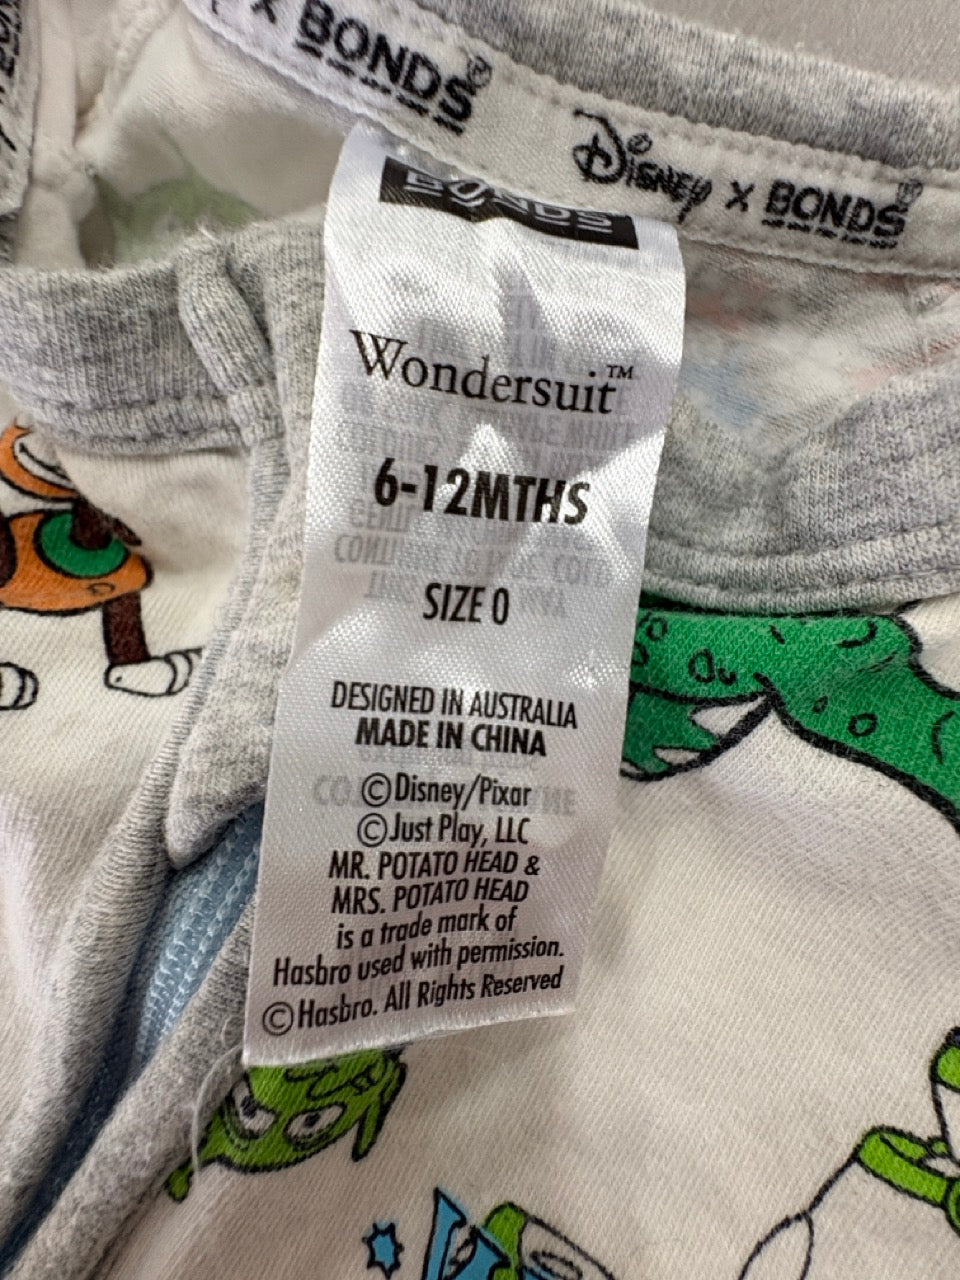 x BONDS®
Disney x BONDS®
BONDS
Wondersuit™
6-12MTHS
SIZE 0
DESIGNED IN AUSTRALIA
MADE IN CHINA
©Disney/Pixar
©Just Play, LLC
MR. POTATO HEAD &
MRS. POTATO HEAD
is a trade mark of
Hasbro used with permission.
©Hasbro. All Rights Reserved